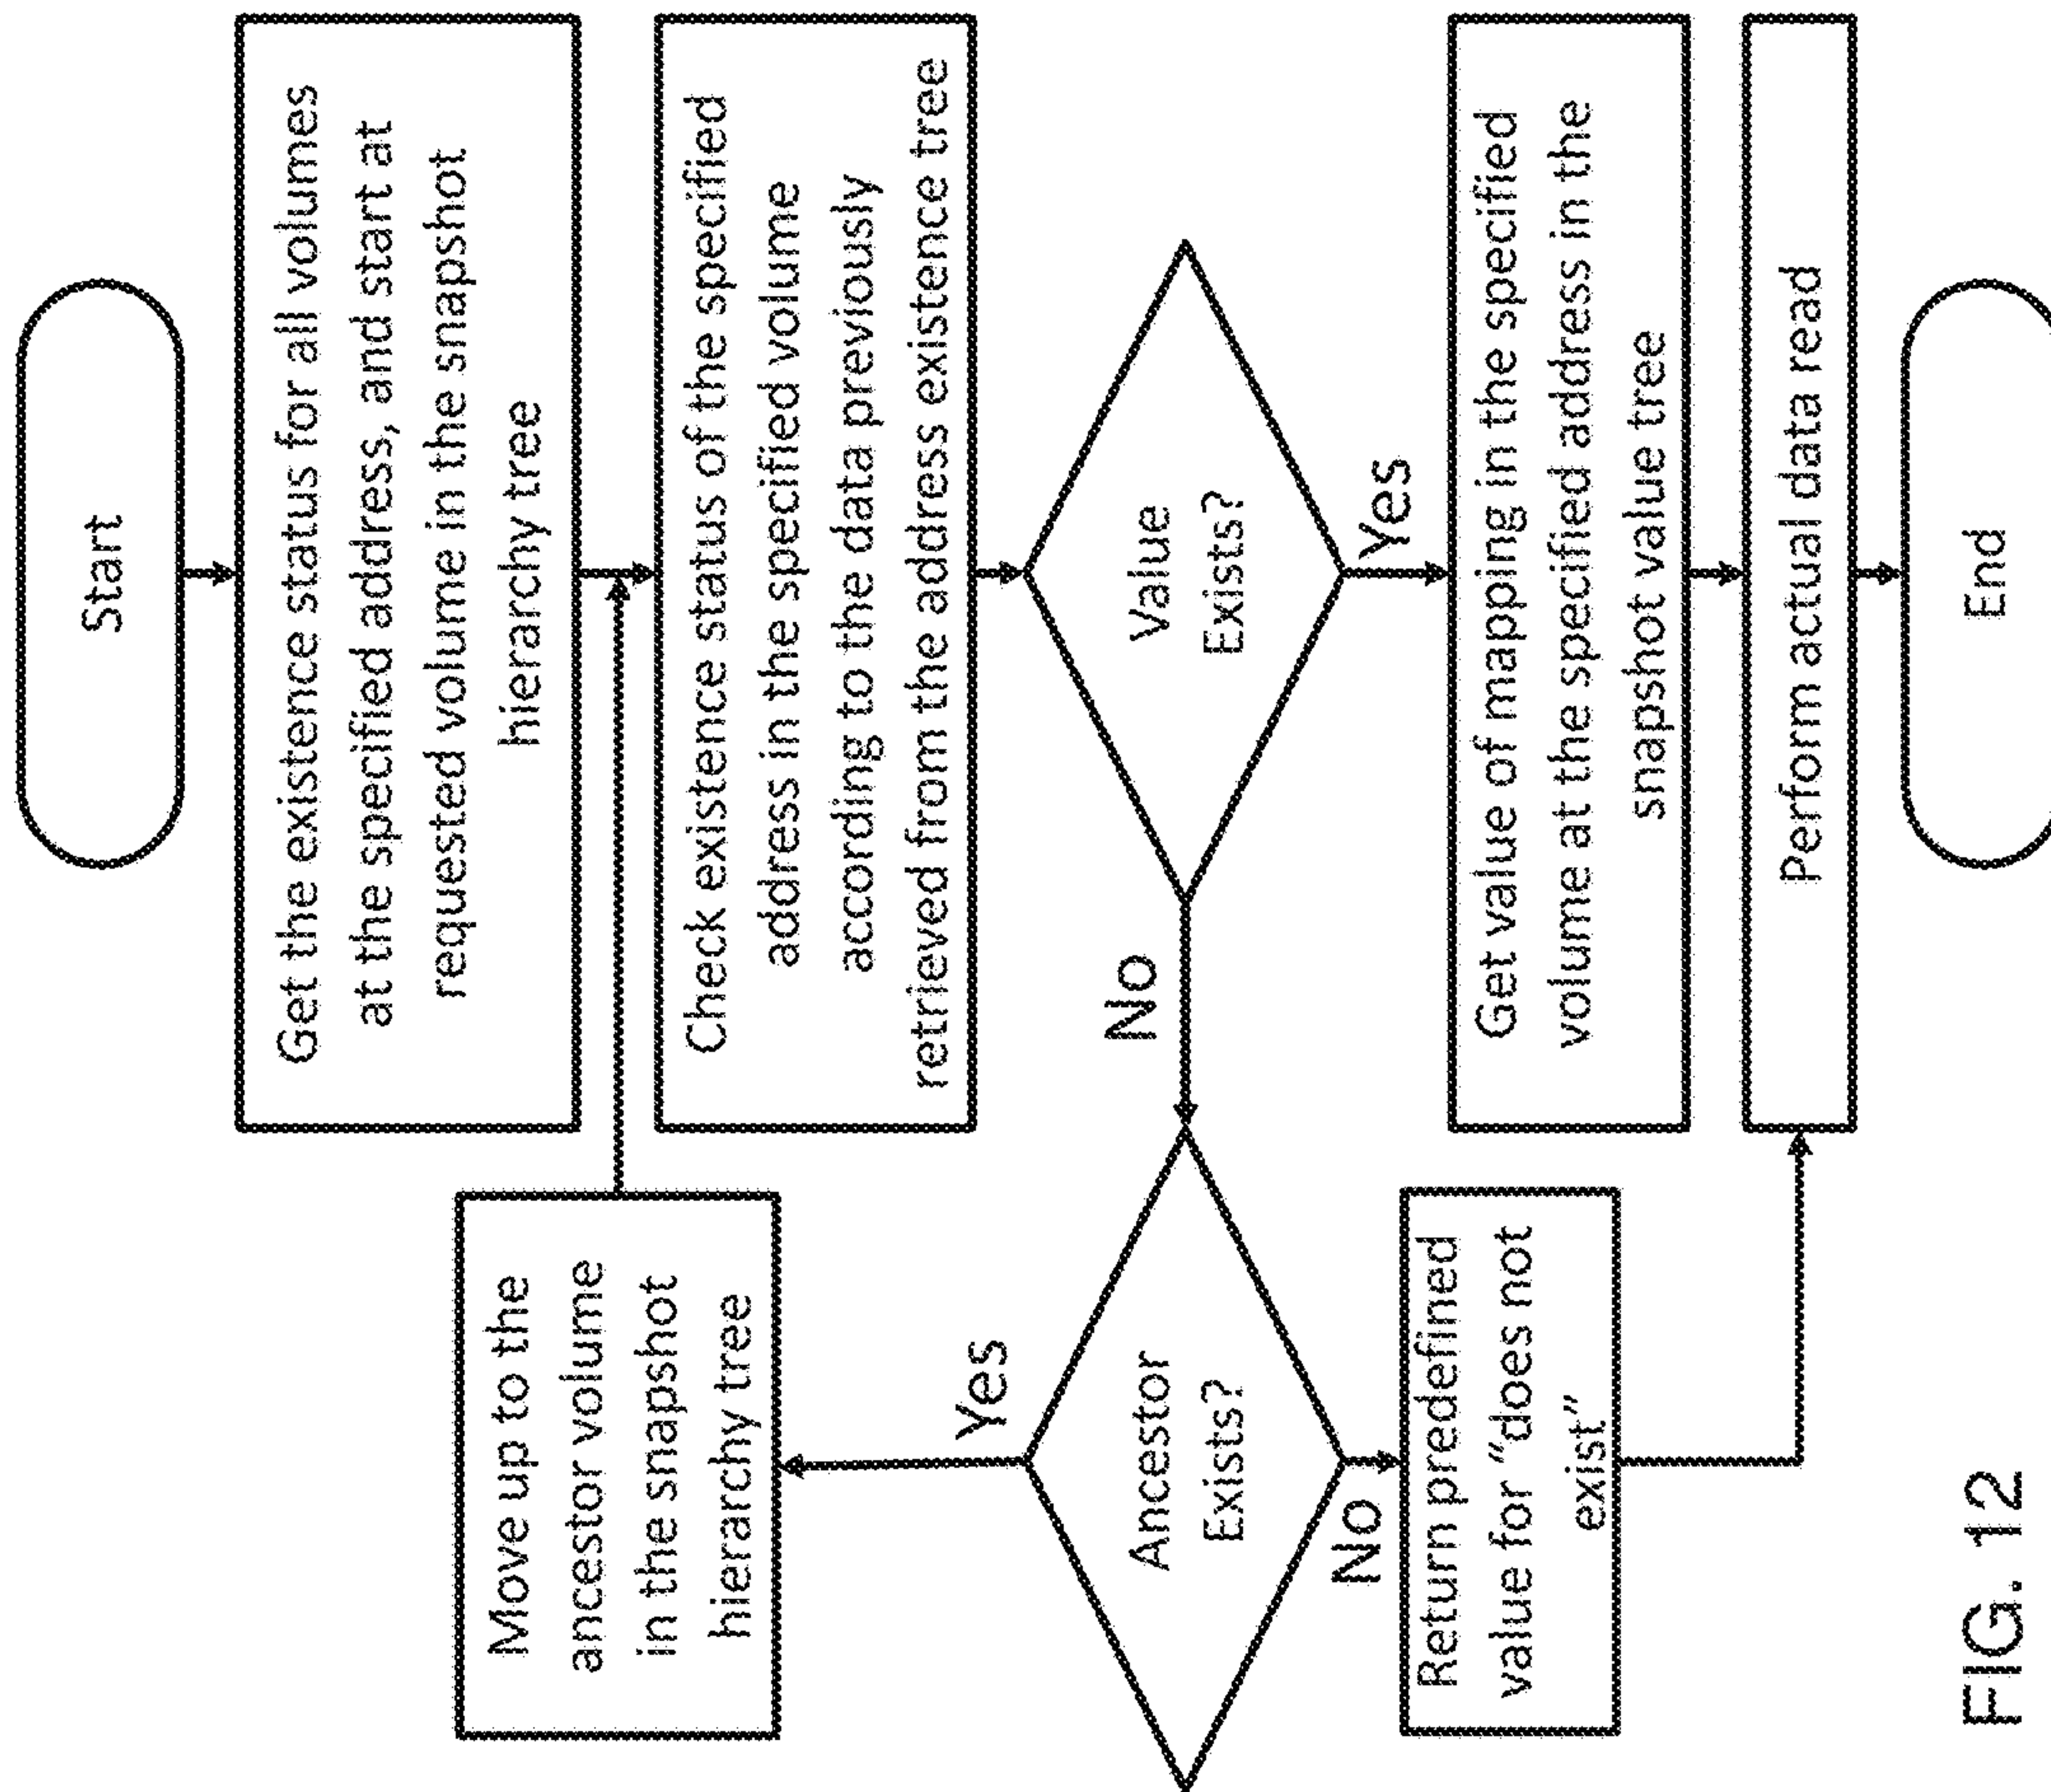 Start
Get the existence status for all volumes
at the specified address, and start at
requested volume in the snapshot
hierarchy tree
Check existence status of the specified
address in the specified volume
according to the data previously
retrieved from the address existence tree
Value
Exists?
Yes
No
Get value of mapping in the specified
volume at the specified address in the
snapshot value tree
Perform actual data read
End
Move up to the
ancestor volume
in the snapshot
hierarchy tree
Yes
Ancestor
Exists?
No
Return predefined
value for “does not
exist”
FIG. 12